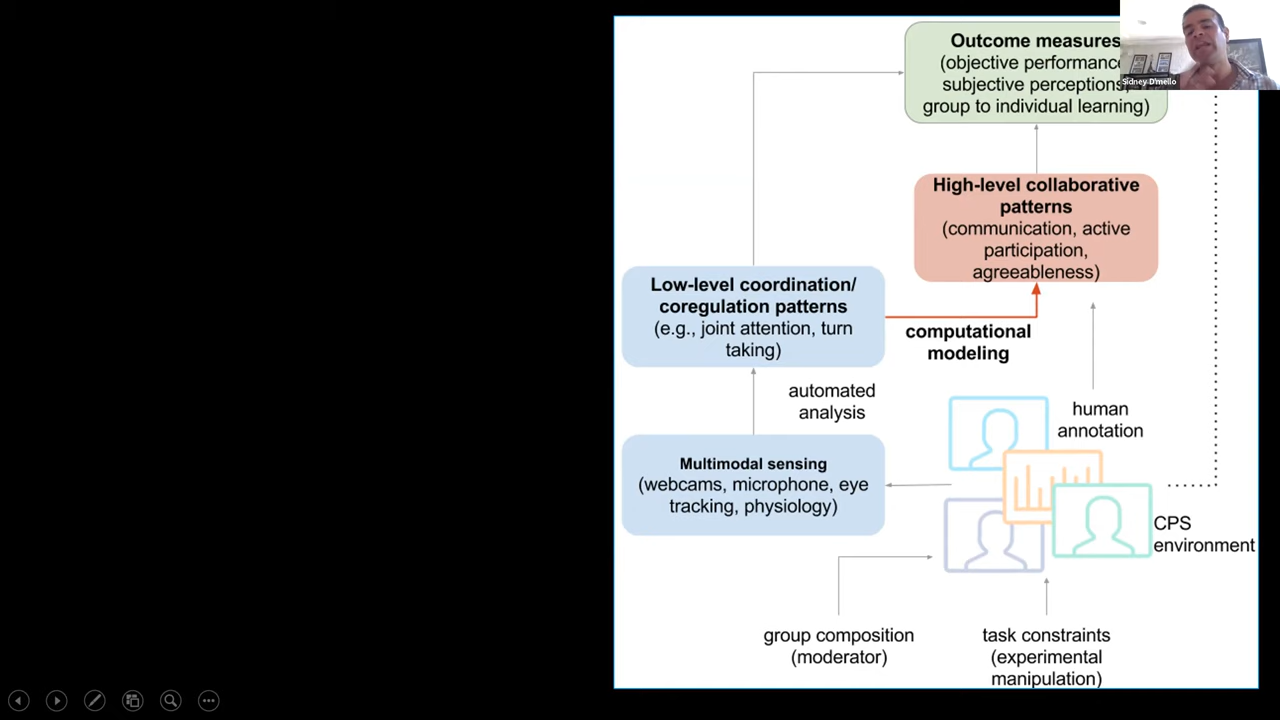 Outcome measures
(objective performance
subjective perceptions,
group to individual learning)
Sidney D'mello
High-level collaborative
patterns
(communication, active
participation,
agreeableness)
Low-level coordination/
coregulation patterns
(e.g., joint attention, turn
taking)
computational
modeling
automated
analysis
human
annotation
Multimodal sensing
(webcams, microphone, eye
tracking, physiology)
CPS
environment
group composition
(moderator)
task constraints
(experimental
manipulation)